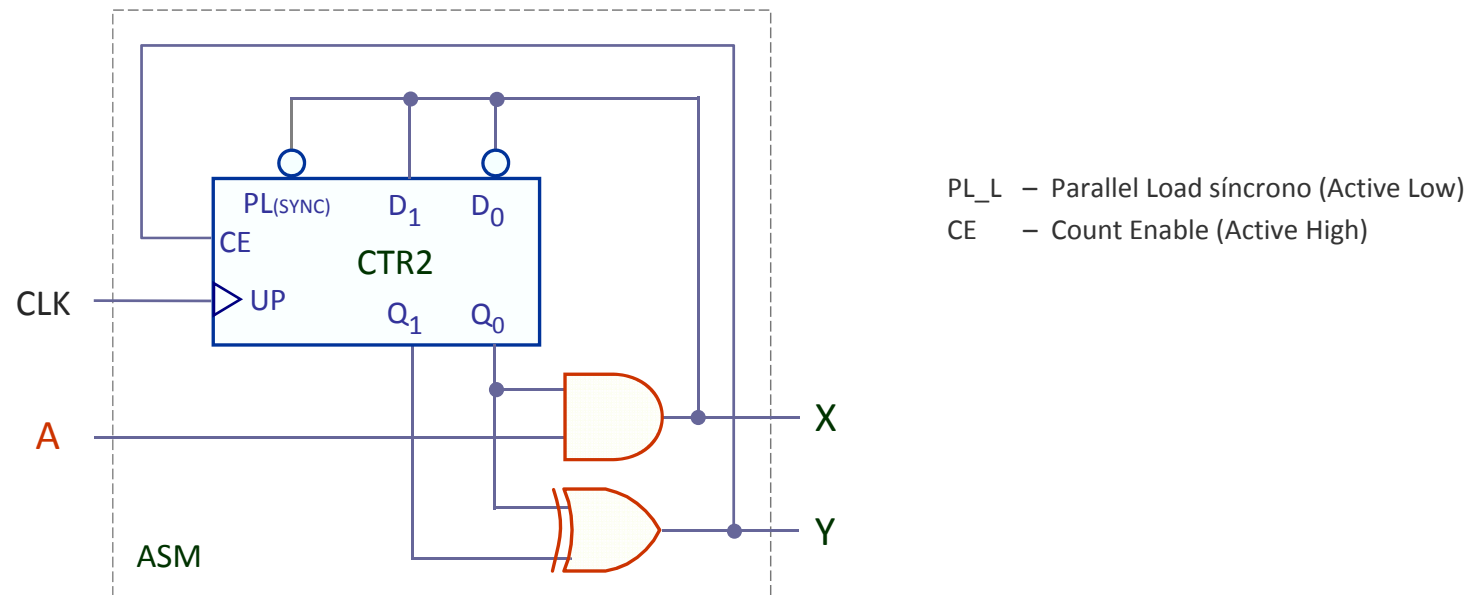 PL(SYNC) D1 D0
CE
CTR2
CLK
UP
Q1 Q0
A
X
Y
ASM
PL_L – Parallel Load síncrono (Active Low)
CE – Count Enable (Active High)